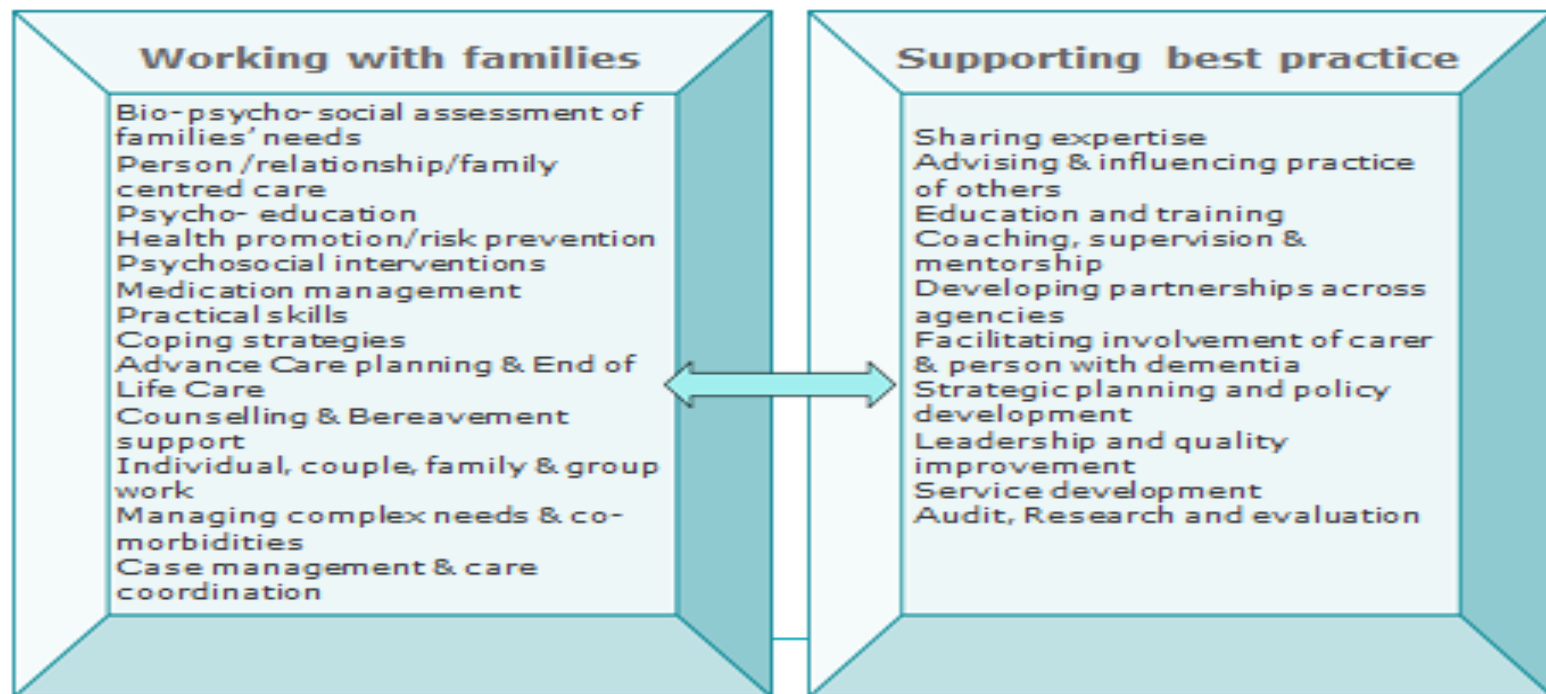 Working with families
Bio-psycho-social assessment of
families' needs
Person /relationship/family
centred care
Psycho- education
Health promotion/risk prevention
Psychosocial interventions
Medication management
Practical skills
Coping strategies
Advance Care planning & End of
Life Care
Counselling & Bereavement
support
Individual, couple, family & group
work
Managing complex needs & co-
morbidities
Case management & care
coordination
Supporting best practice
Sharing expertise
Advising & influencing practice
of others
Education and training
Coaching, supervision &
mentorship
Developing partnerships across
agencies
Facilitating involvement of carer
& person with dementia
Strategic planning and policy
development
Leadership and quality
improvement
Service development
Audit, Research and evaluation